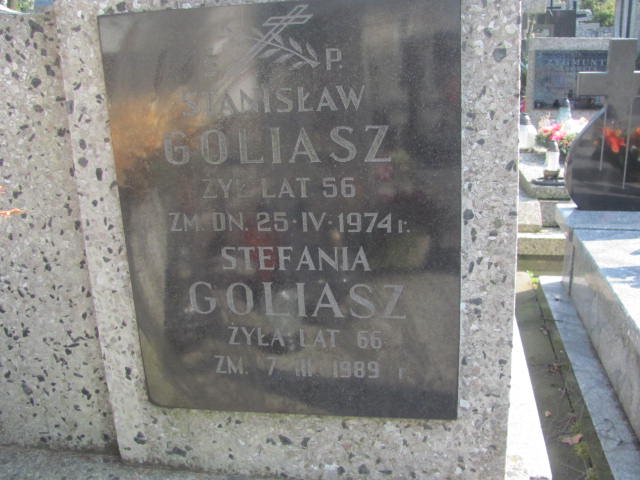 Ś P.
STANISŁAW
GOLIASZ
ŻYŁ LAT 56
ZM. DN. 25·IV·1974 r.
STEFANIA
GOLIASZ
ŻYŁA LAT 66
ZM. 7·III·1989 r
ZYGMUNT